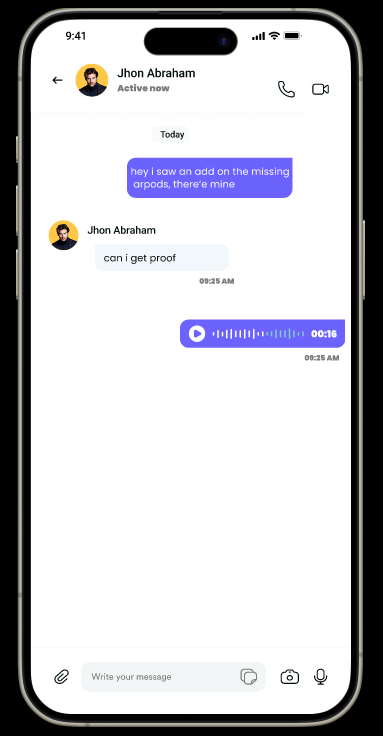 9:41
Jhon Abraham
Active now
Today
hey i saw an add on the missing
arpods, there'e mine
Jhon Abraham
can i get proof
09:25 AM
00:16
09:25 AM
Write your message